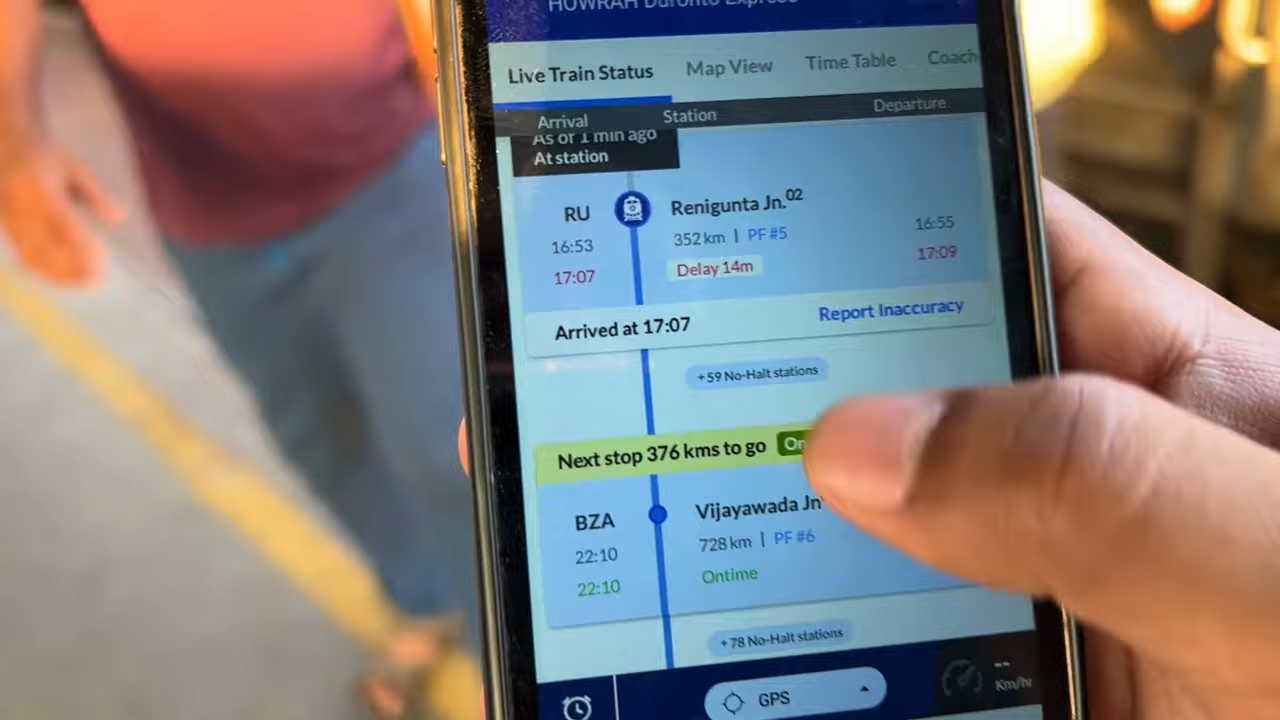 HOWRAH Duronto Express
Live Train Status Map View Time Table Coach
Arrival Station Departure
As of 1 min ago
At station
RU Renigunta Jn.02
16:53 352 km | PF #5 16:55
17:07 Delay 14m 17:09
Arrived at 17:07 Report Inaccuracy
+59 No-Halt stations
Next stop 376 kms to go
BZA Vijayawada Jn
22:10 728 km | PF #6
22:10 Ontime
+78 No-Halt stations
GPS -- Km/hr